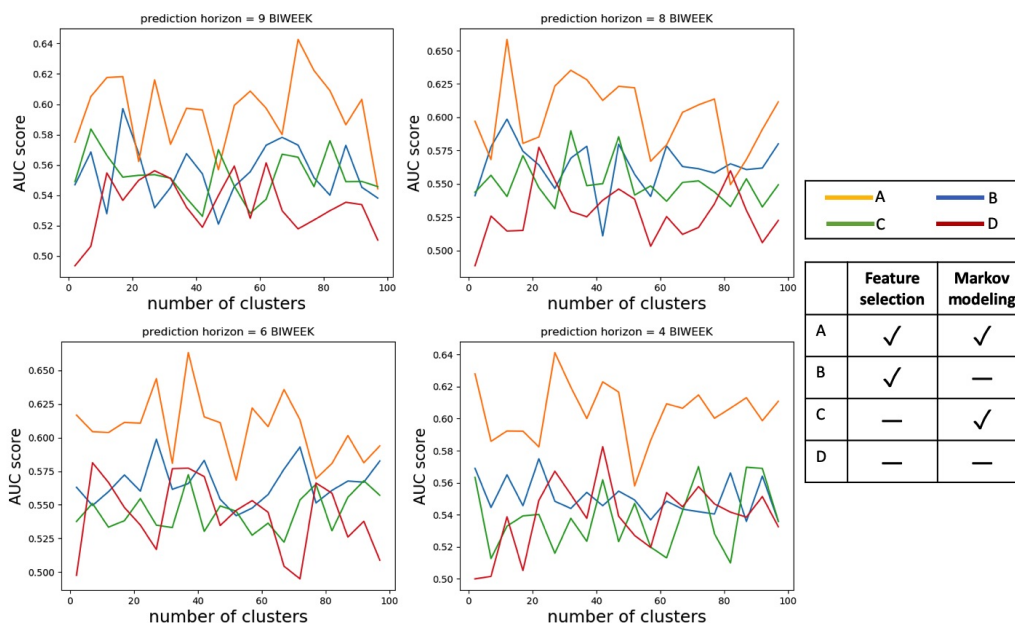 prediction horizon = 9 BIWEEK
AUC score
0.64
0.62
0.60
0.58
0.56
0.54
0.52
0.50
0 20 40 60 80 100
number of clusters
prediction horizon = 8 BIWEEK
AUC score
0.650
0.625
0.600
0.575
0.550
0.525
0.500
0 20 40 60 80 100
number of clusters
prediction horizon = 6 BIWEEK
AUC score
0.650
0.625
0.600
0.575
0.550
0.525
0.500
0 20 40 60 80 100
number of clusters
prediction horizon = 4 BIWEEK
AUC score
0.64
0.62
0.60
0.58
0.56
0.54
0.52
0.50
0 20 40 60 80 100
number of clusters
A B
C D
Feature Markov
selection modeling
A ✓ ✓
B ✓ —
C — ✓
D — —